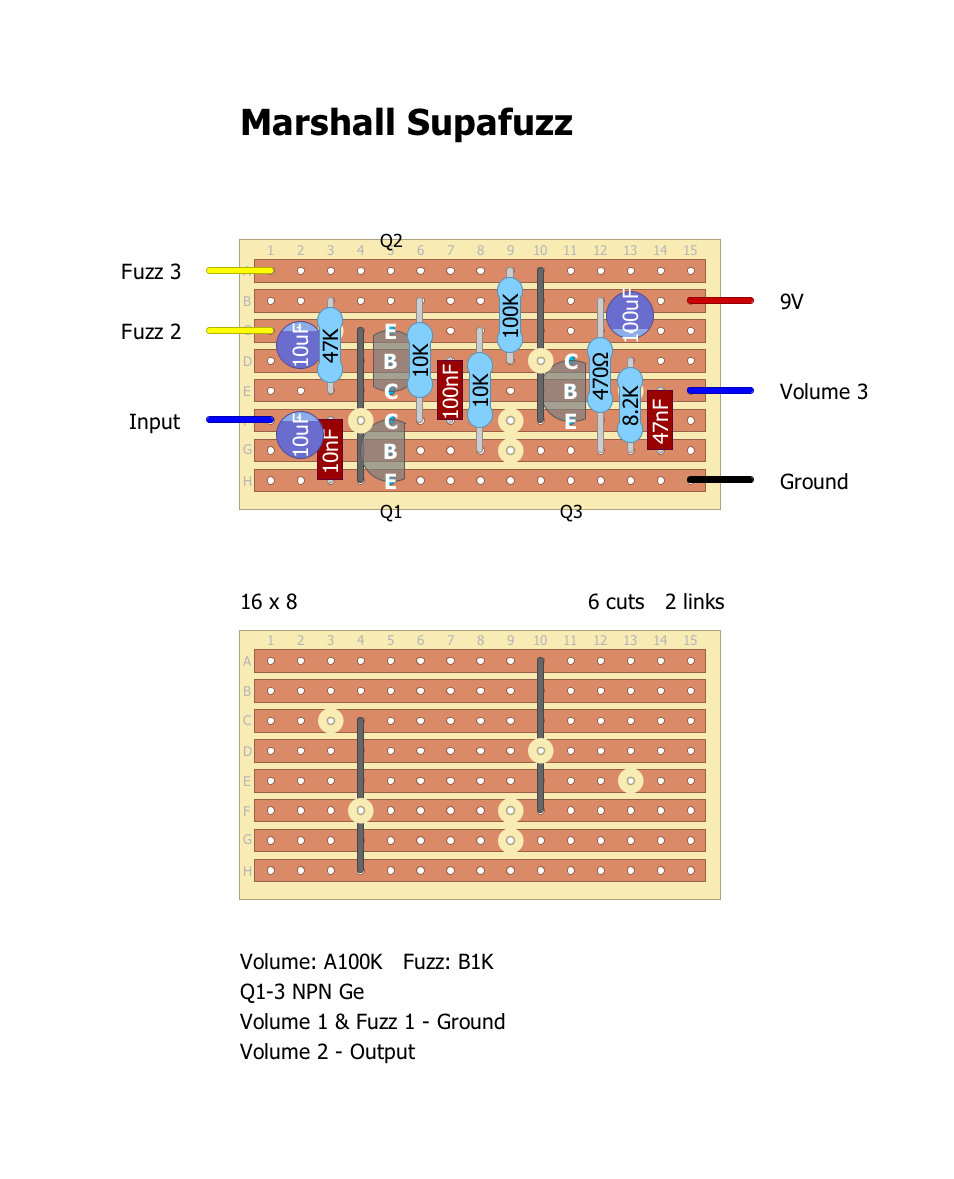 Marshall Supafuzz
Q2
1 2 3 4 5 6 7 8 9 10 11 12 13 14 15
Fuzz 3
B
9V
100K
100uF
Fuzz 2
E
10uF
47K
10K
D
B
C
100nF
10K
470Ω
E
C
B
8.2K
47nF
Volume 3
Input
C
E
10uF
10nF
G
B
H
E
Ground
Q1
Q3
16 x 8
6 cuts 2 links
1 2 3 4 5 6 7 8 9 10 11 12 13 14 15
A
B
C
D
E
F
G
H
Volume: A100K Fuzz: B1K
Q1-3 NPN Ge
Volume 1 & Fuzz 1 - Ground
Volume 2 - Output